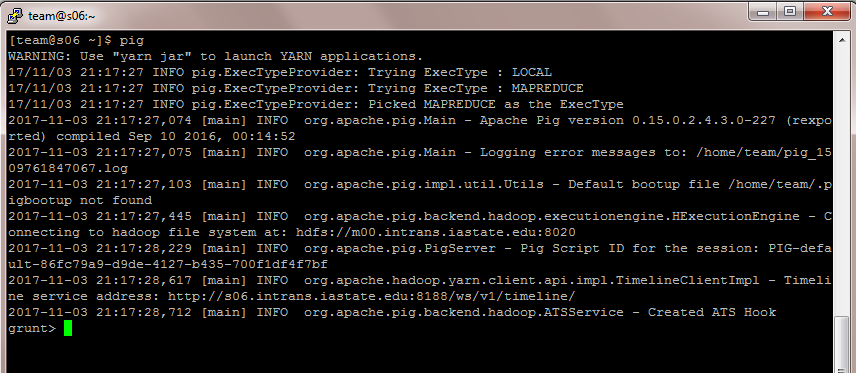 team@s06:~
[team@s06 ~]$ pig
WARNING: Use "yarn jar" to launch YARN applications.
17/11/03 21:17:27 INFO pig.ExecTypeProvider: Trying ExecType : LOCAL
17/11/03 21:17:27 INFO pig.ExecTypeProvider: Trying ExecType : MAPREDUCE
17/11/03 21:17:27 INFO pig.ExecTypeProvider: Picked MAPREDUCE as the ExecType
2017-11-03 21:17:27,074 [main] INFO  org.apache.pig.Main - Apache Pig version 0.15.0.2.4.3.0-227 (rexpo
rted) compiled Sep 10 2016, 00:14:52
2017-11-03 21:17:27,075 [main] INFO  org.apache.pig.Main - Logging error messages to: /home/team/pig_15
09761847067.log
2017-11-03 21:17:27,103 [main] INFO  org.apache.pig.impl.util.Utils - Default bootup file /home/team/.p
igbootup not found
2017-11-03 21:17:27,445 [main] INFO  org.apache.pig.backend.hadoop.executionengine.HExecutionEngine - C
onnecting to hadoop file system at: hdfs://m00.intrans.iastate.edu:8020
2017-11-03 21:17:28,229 [main] INFO  org.apache.pig.PigServer - Pig Script ID for the session: PIG-defa
ult-86fc79a9-d9de-4127-b435-700f1df4f7bf
2017-11-03 21:17:28,617 [main] INFO  org.apache.hadoop.yarn.client.api.impl.TimelineClientImpl - Timeli
ne service address: http://s06.intrans.iastate.edu:8188/ws/v1/timeline/
2017-11-03 21:17:28,712 [main] INFO  org.apache.pig.backend.hadoop.ATSService - Created ATS Hook
grunt>